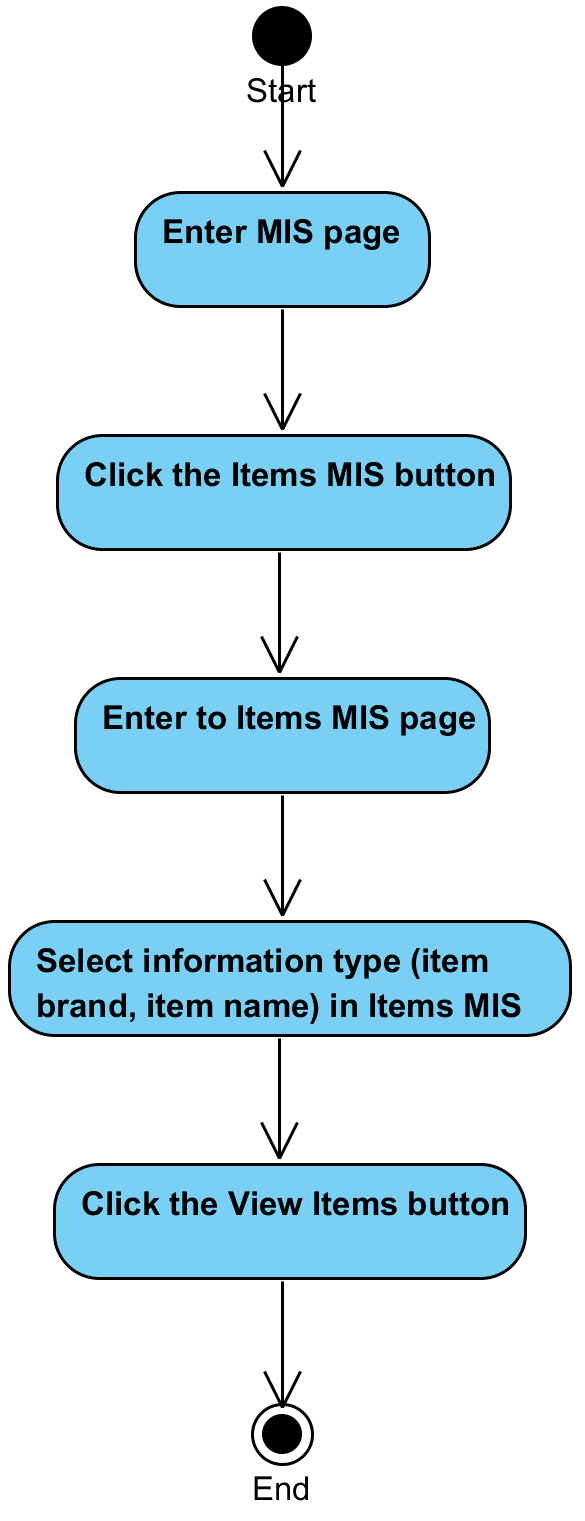 Start
Enter MIS page
Click the Items MIS button
Enter to Items MIS page
Select information type (item
brand, item name) in Items MIS
Click the View Items button
End